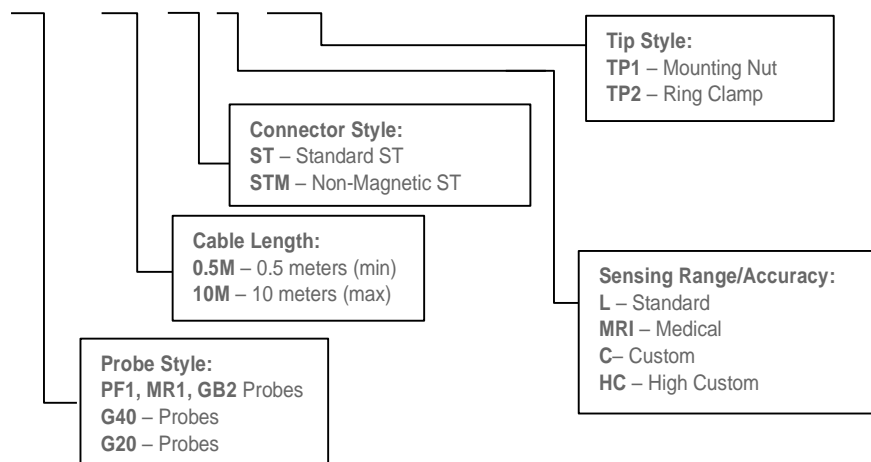 Tip Style:
TP1 – Mounting Nut
TP2 – Ring Clamp
Connector Style:
ST – Standard ST
STM – Non-Magnetic ST
Cable Length:
0.5M – 0.5 meters (min)
10M – 10 meters (max)
Sensing Range/Accuracy:
L – Standard
MRI – Medical
C– Custom
HC – High Custom
Probe Style:
PF1, MR1, GB2 Probes
G40 – Probes
G20 – Probes